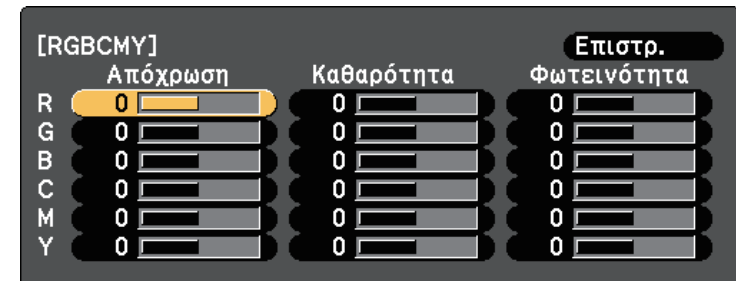 [RGBCMY] Επιστρ.
Απόχρωση Καθαρότητα Φωτεινότητα
R 0 0 0
G 0 0 0
B 0 0 0
C 0 0 0
M 0 0 0
Y 0 0 0